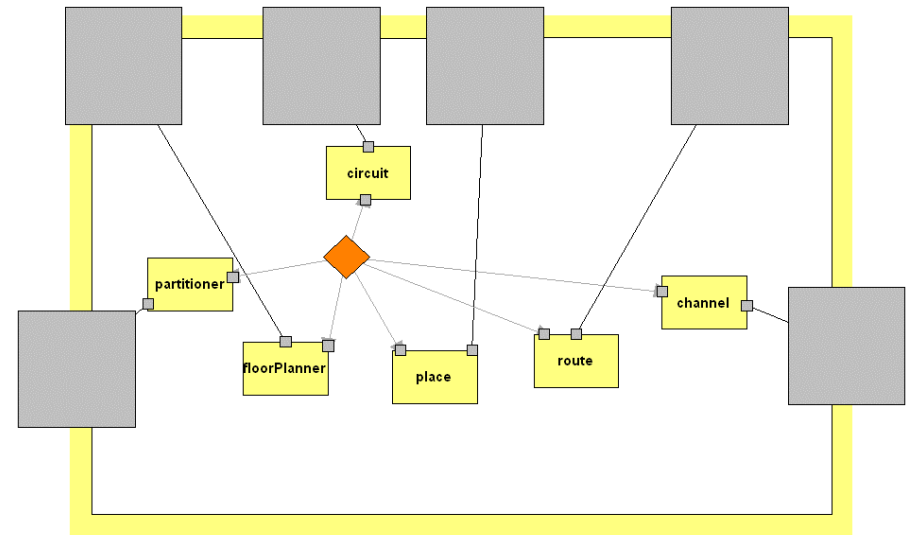 circuit
partitioner
channel
floorPlanner
place
route